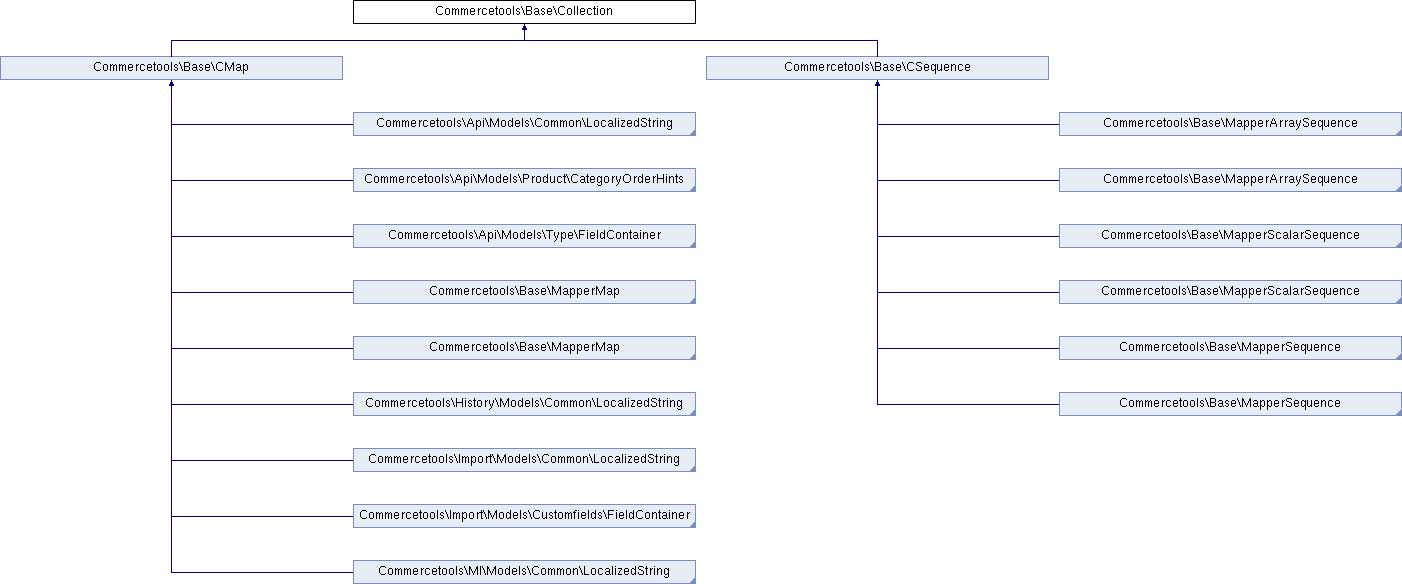 Commercetools\Base\Collection
Commercetools\Base\CMap
Commercetools\Base\CSequence
Commercetools\Api\Models\Common\LocalizedString
Commercetools\Base\MapperArraySequence
Commercetools\Api\Models\Product\CategoryOrderHints
Commercetools\Base\MapperArraySequence
Commercetools\Api\Models\Type\FieldContainer
Commercetools\Base\MapperScalarSequence
Commercetools\Base\MapperMap
Commercetools\Base\MapperScalarSequence
Commercetools\Base\MapperMap
Commercetools\Base\MapperSequence
Commercetools\History\Models\Common\LocalizedString
Commercetools\Base\MapperSequence
Commercetools\Import\Models\Common\LocalizedString
Commercetools\Import\Models\Customfields\FieldContainer
Commercetools\Ml\Models\Common\LocalizedString